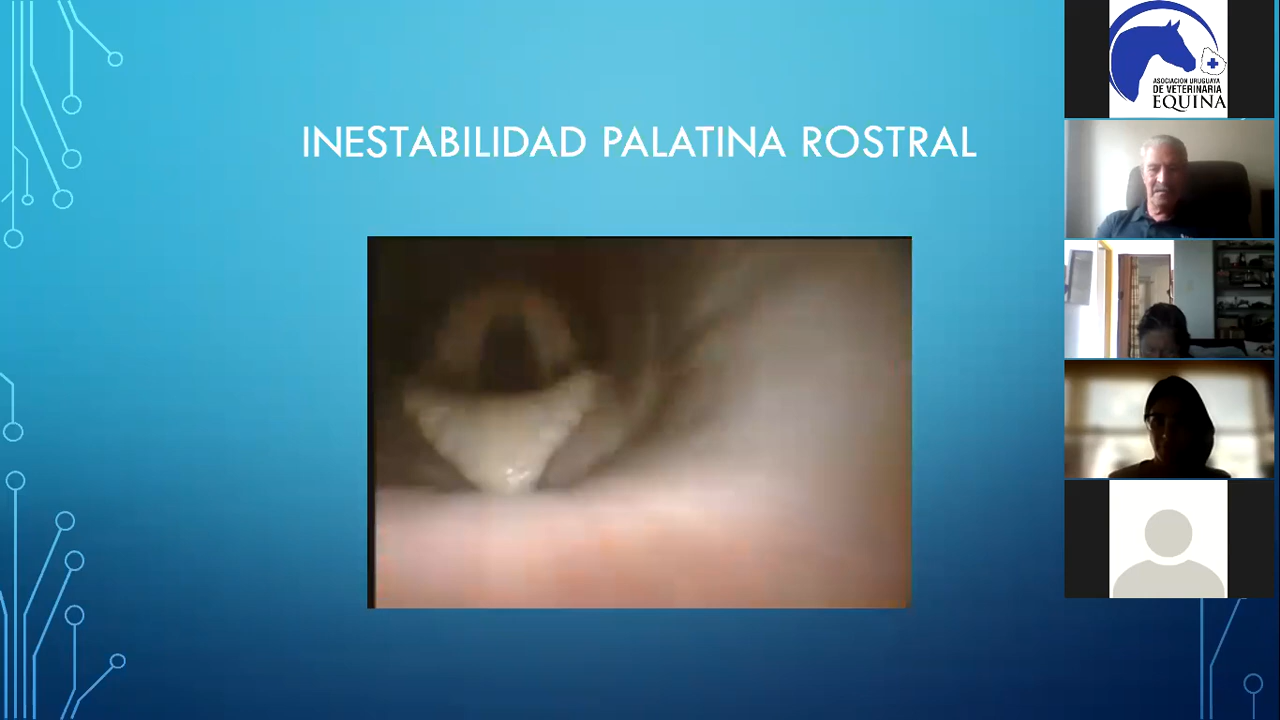 INESTABILIDAD PALATINA ROSTRAL
ASOCIACION URUGUAYA
DE VETERINARIA
EQUINA